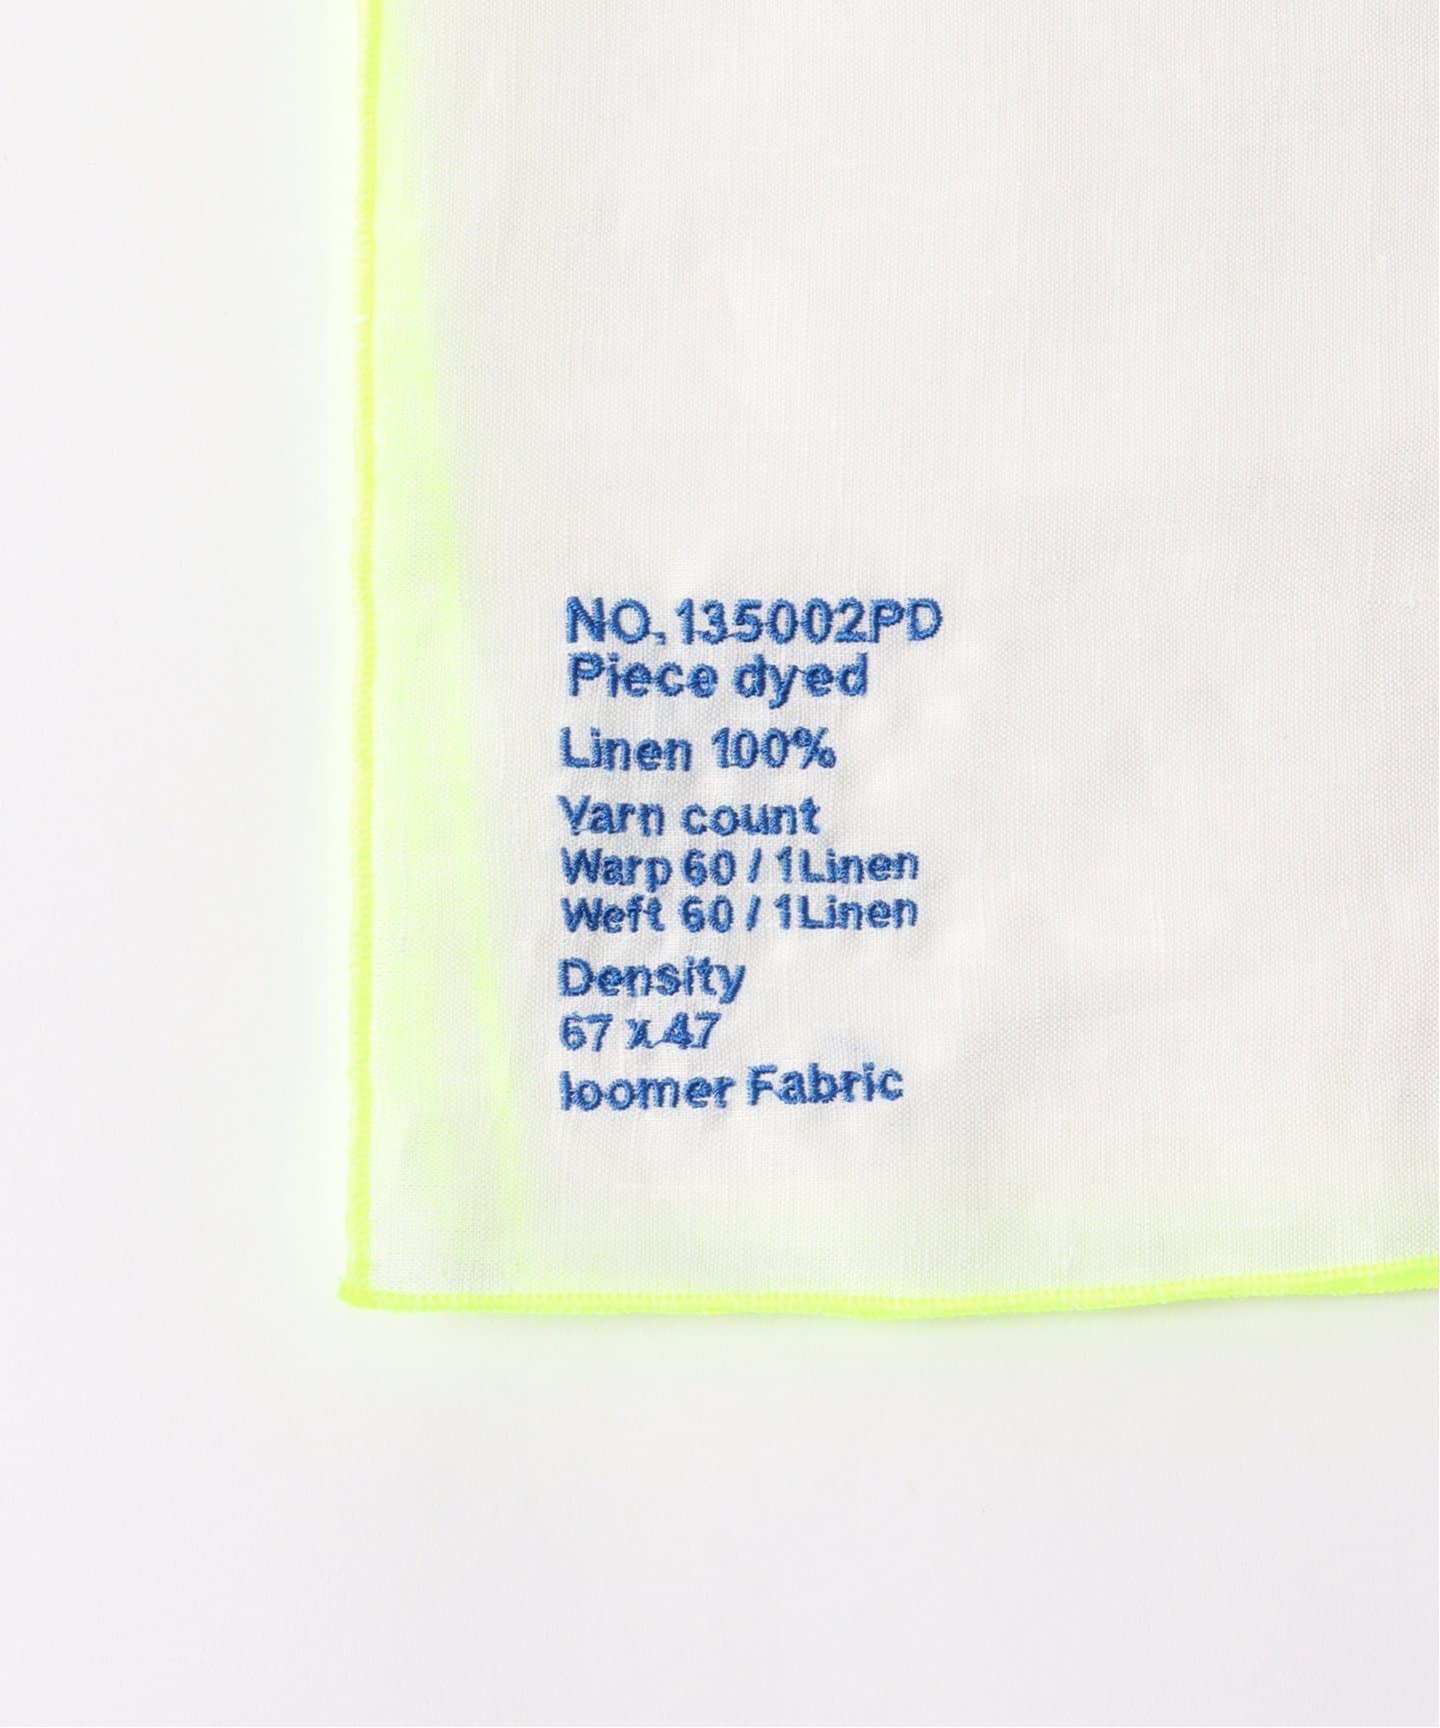 NO.135002PD
Piece dyed
Linen 100%
Yarn count
Warp 60 / 1Linen
Weft 60 / 1Linen
Density
67 x 47
loomer Fabric